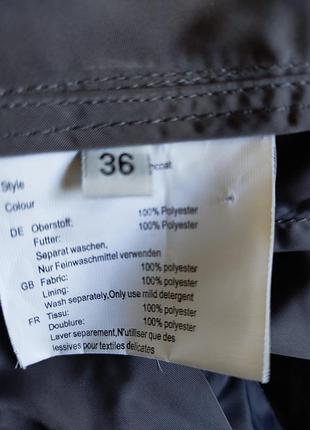 36
Style
coat
Colour
DE Oberstoff: 100% Polyester
Futter: 100% Polyester
Separat waschen,
Nur Feinwaschmittel verwenden
GB Fabric: 100% polyester
Lining: 100% polyester
Wash separately,Only use mild detergent
FR Tissu: 100% polyester
Doublure: 100% polyester
Laver separement,N'utiliser que des
lessives pour textiles delicates